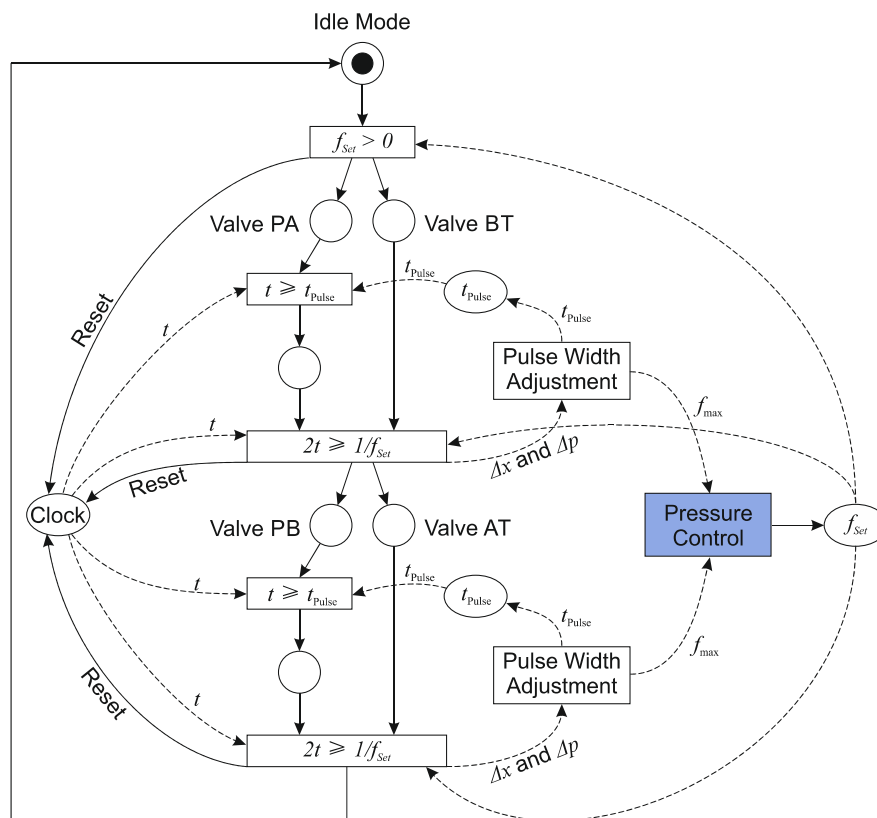 Idle Mode
f_Set > 0
Valve PA
Valve BT
Reset
t
t ⩾ t_Pulse
t_Pulse
t_Pulse
t_Pulse
Pulse Width
Adjustment
f_max
t
2t ⩾ 1/f_Set
Δx and Δp
Reset
Clock
Valve PB
Valve AT
Pressure
Control
f_Set
t
t ⩾ t_Pulse
t_Pulse
t_Pulse
t_Pulse
Pulse Width
Adjustment
f_max
Reset
t
2t ⩾ 1/f_Set
Δx and Δp